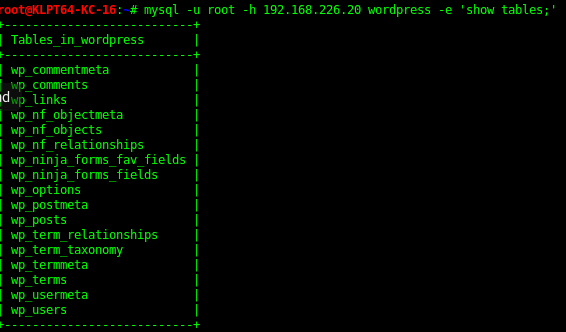 root@KLPT64-KC-16:~# mysql -u root -h 192.168.226.20 wordpress -e 'show tables;'
+----------------------------+
| Tables_in_wordpress |
+----------------------------+
| wp_commentmeta |
| wp_comments |
nd
| wp_links |
| wp_nf_objectmeta |
| wp_nf_objects |
| wp_nf_relationships |
| wp_ninja_forms_fav_fields |
| wp_ninja_forms_fields |
| wp_options |
| wp_postmeta |
| wp_posts |
| wp_term_relationships |
| wp_term_taxonomy |
| wp_termmeta |
| wp_terms |
| wp_usermeta |
| wp_users |
+----------------------------+